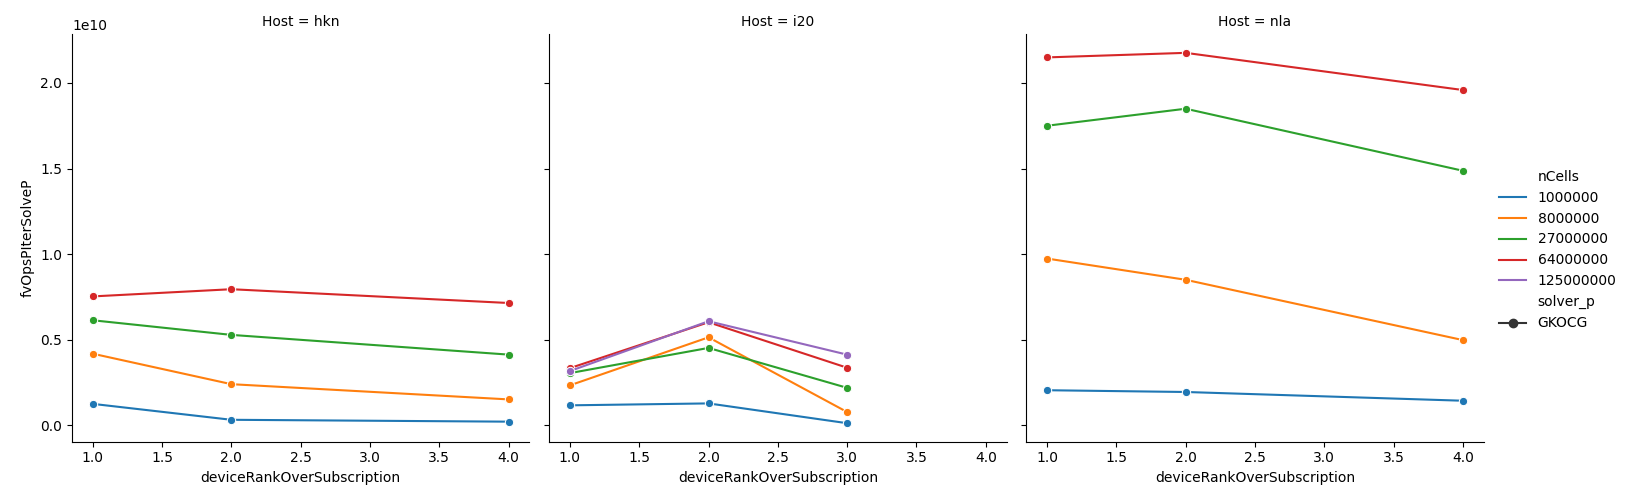 Host = hkn
Host = i20
Host = nla
1e10
2.0
1.5
1.0
0.5
0.0
fvOpsPIterSolveP
1.0 1.5 2.0 2.5 3.0 3.5 4.0
1.0 1.5 2.0 2.5 3.0 3.5 4.0
1.0 1.5 2.0 2.5 3.0 3.5 4.0
deviceRankOverSubscription
deviceRankOverSubscription
deviceRankOverSubscription
nCells
1000000
8000000
27000000
64000000
125000000
solver_p
GKOCG